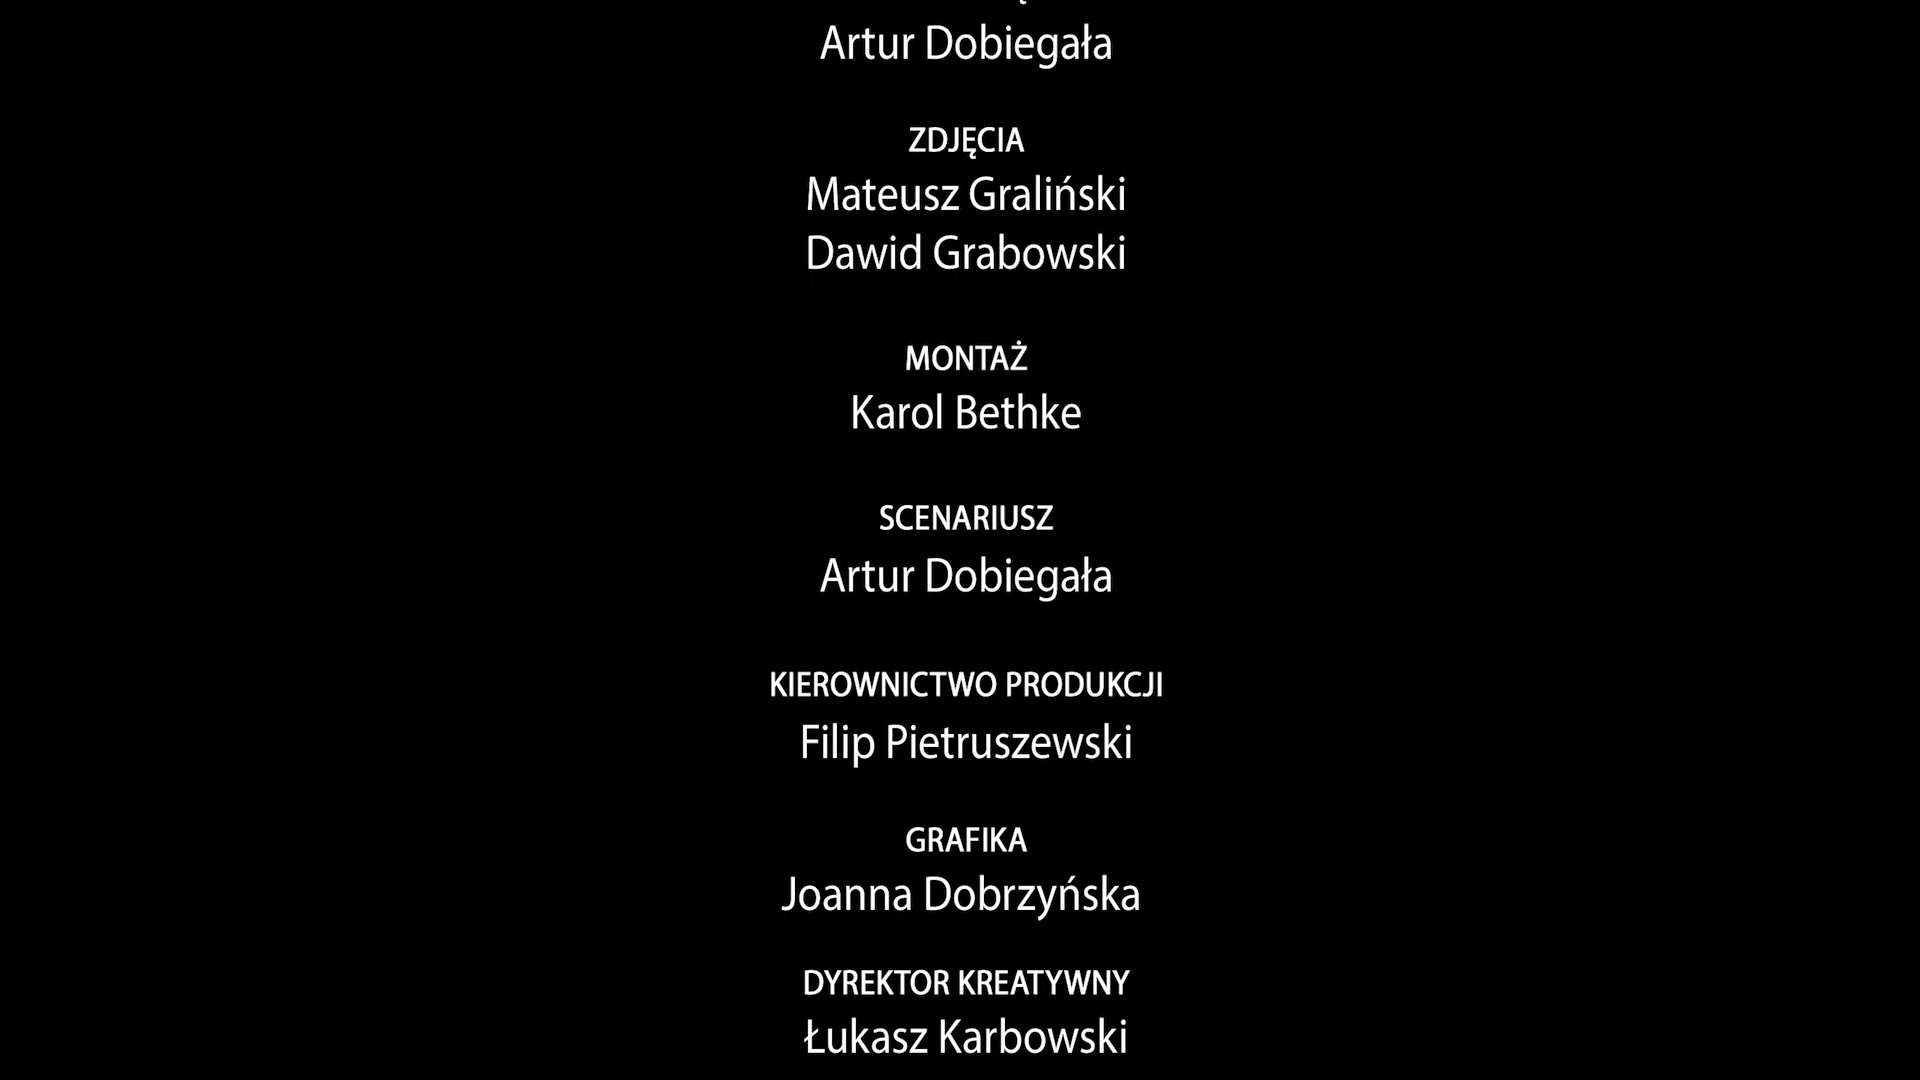 Artur Dobiegała
ZDJĘCIA
Mateusz Graliński
Dawid Grabowski
MONTAŻ
Karol Bethke
SCENARIUSZ
Artur Dobiegała
KIEROWNICTWO PRODUKCJI
Filip Pietruszewski
GRAFIKA
Joanna Dobrzyńska
DYREKTOR KREATYWNY
Łukasz Karbowski